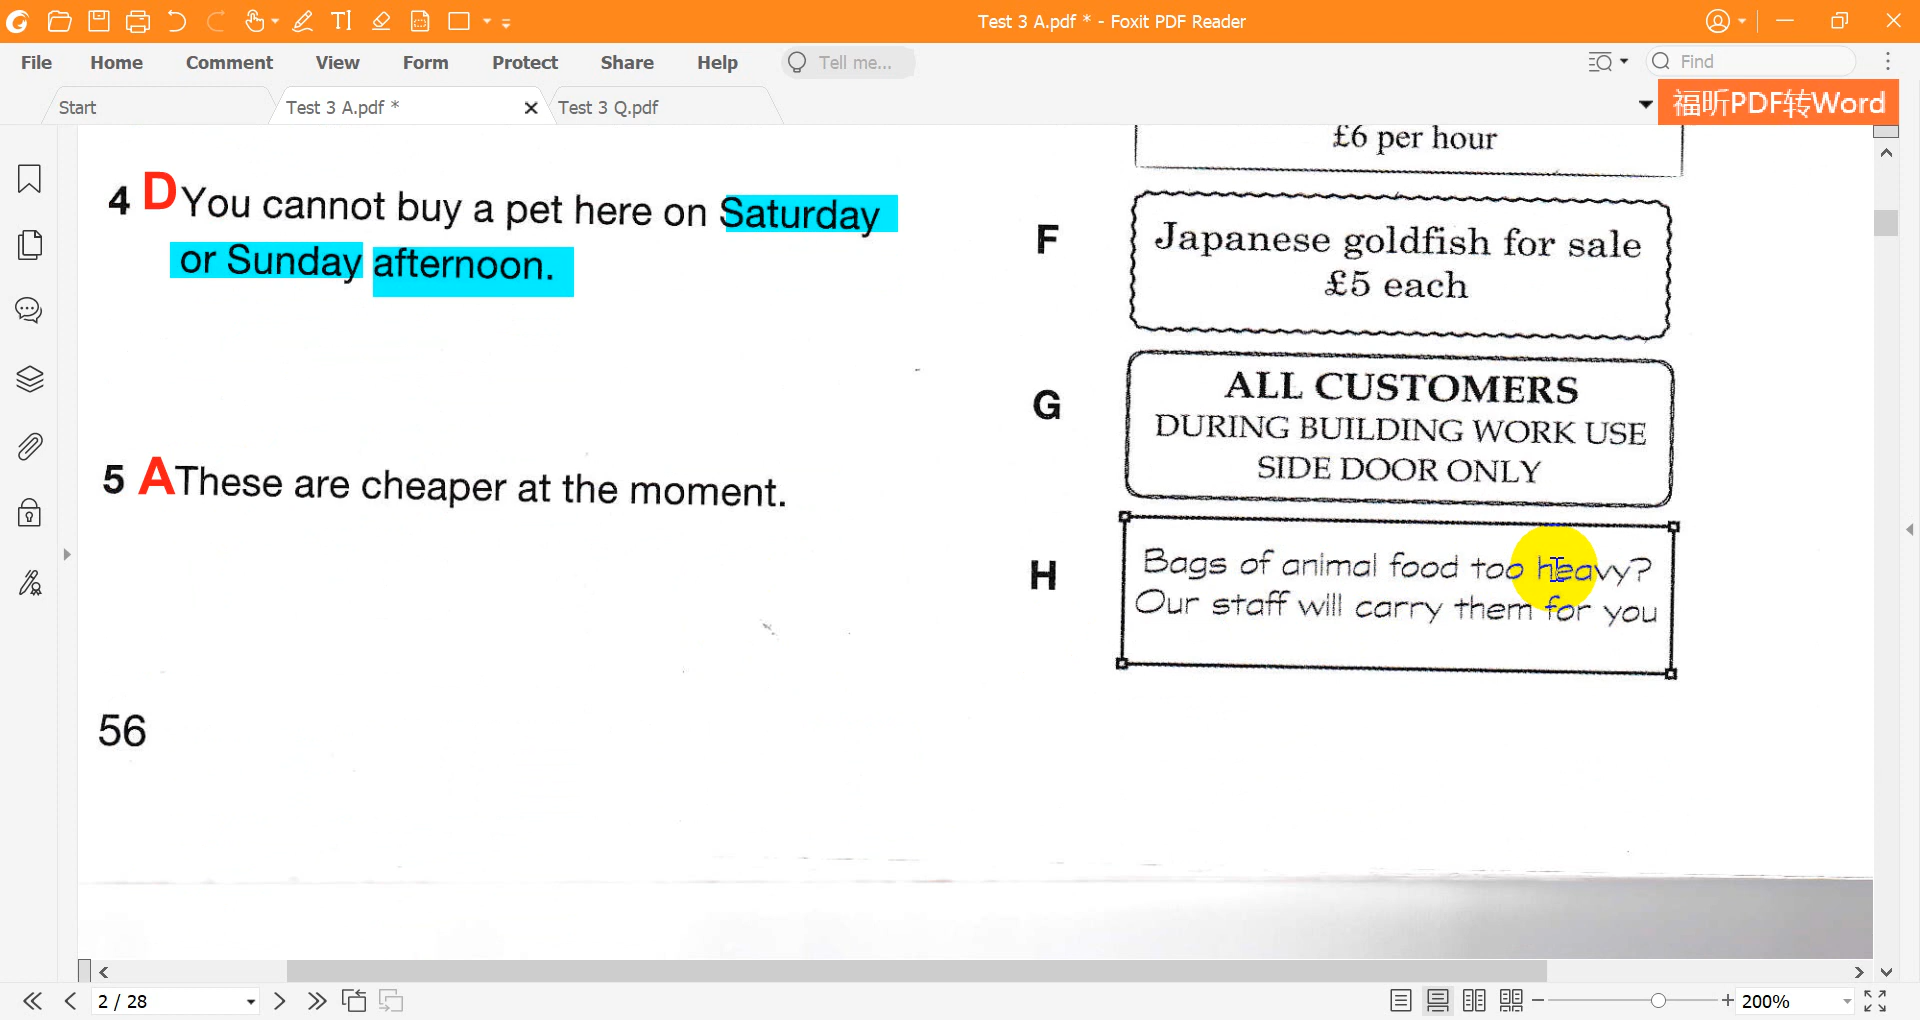 Test 3 A.pdf * - Foxit PDF Reader
File Home Comment View Form Protect Share Help Tell me... Find
Start Test 3 A.pdf * Test 3 Q.pdf 福昕PDF转Word
£6 per hour
4 D You cannot buy a pet here on Saturday
or Sunday afternoon.
F
Japanese goldfish for sale
£5 each
G
ALL CUSTOMERS
DURING BUILDING WORK USE
SIDE DOOR ONLY
5 A These are cheaper at the moment.
H
Bags of animal food too heavy?
Our staff will carry them for you
56
2 / 28
200%